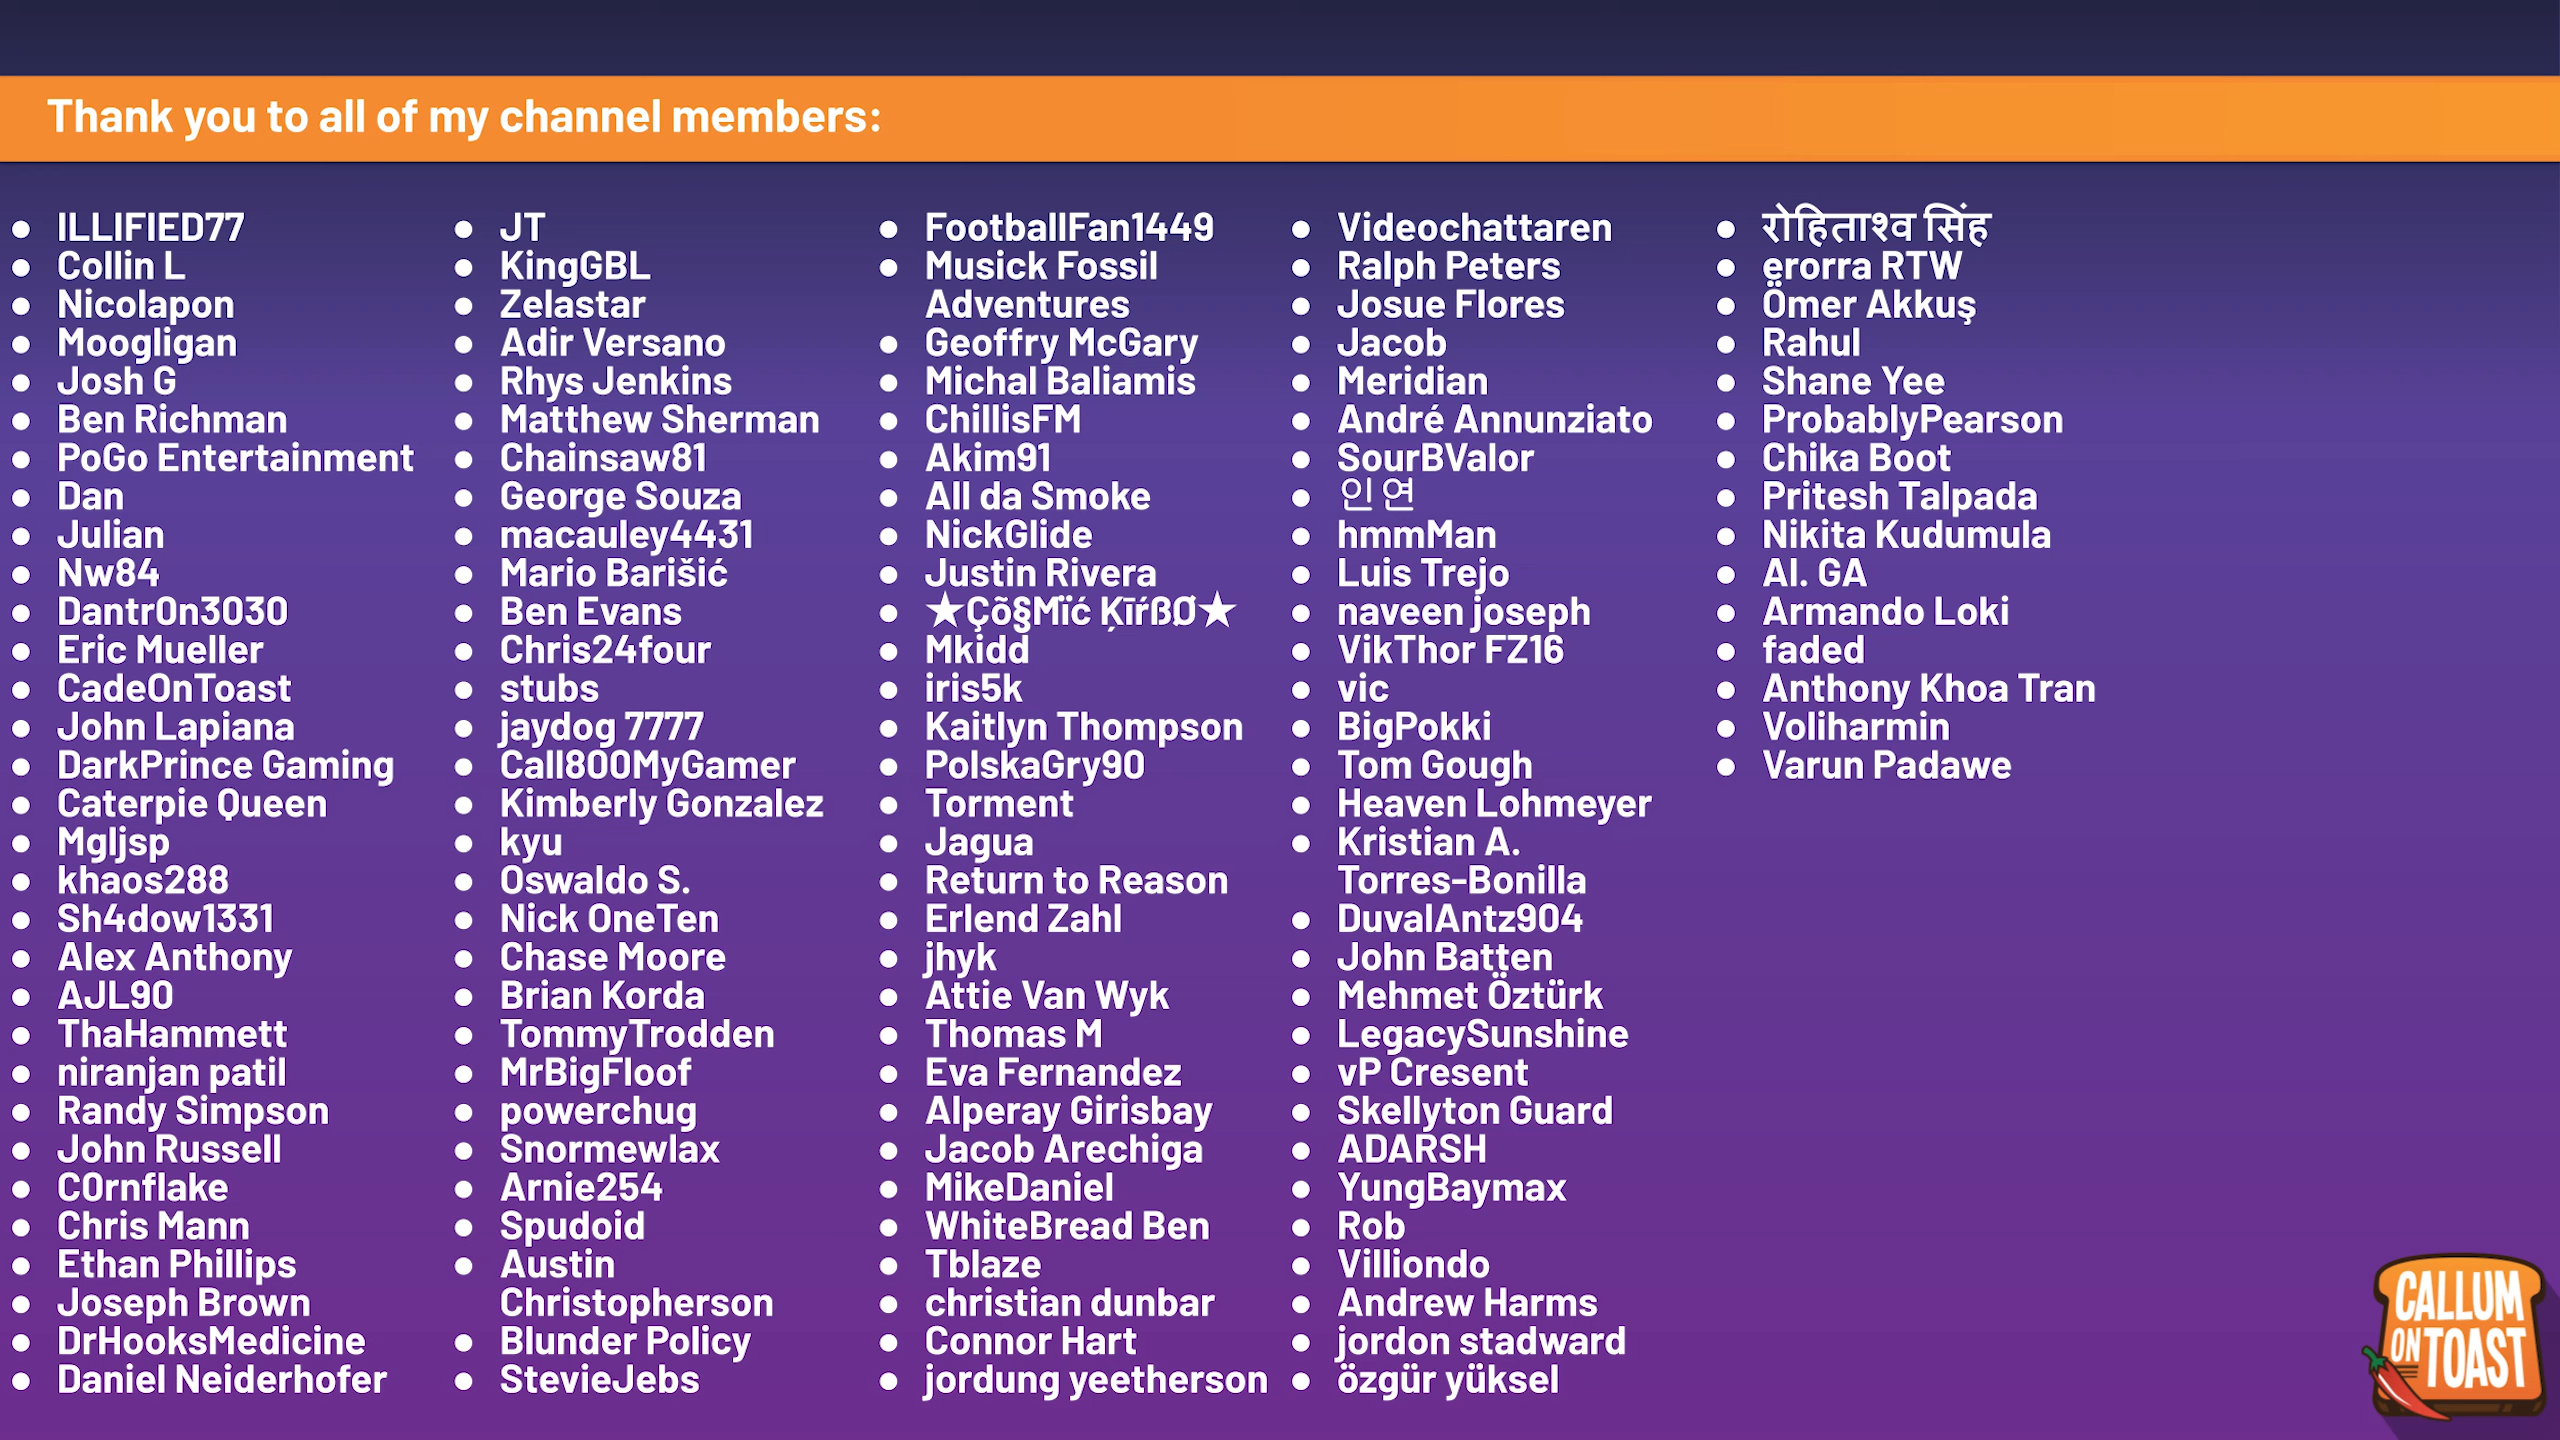 Thank you to all of my channel members:
● ILLIFIED77
● Collin L
● Nicolapon
● Moogligan
● Josh G
● Ben Richman
● PoGo Entertainment
● Dan
● Julian
● Nw84
● Dantr0n3030
● Eric Mueller
● CadeOnToast
● John Lapiana
● DarkPrince Gaming
● Caterpie Queen
● Mgljsp
● khaos288
● Sh4dow1331
● Alex Anthony
● AJL90
● ThaHammett
● niranjan patil
● Randy Simpson
● John Russell
● C0rnflake
● Chris Mann
● Ethan Phillips
● Joseph Brown
● DrHooksMedicine
● Daniel Neiderhofer
● JT
● KingGBL
● Zelastar
● Adir Versano
● Rhys Jenkins
● Matthew Sherman
● Chainsaw81
● George Souza
● macauley4431
● Mario Barišić
● Ben Evans
● Chris24four
● stubs
● jaydog 7777
● Call800MyGamer
● Kimberly Gonzalez
● kyu
● Oswaldo S.
● Nick OneTen
● Chase Moore
● Brian Korda
● TommyTrodden
● MrBigFloof
● powerchug
● Snormewlax
● Arnie254
● Spudoid
● Austin
Christopherson
● Blunder Policy
● StevieJebs
● FootballFan1449
● Musick Fossil
Adventures
● Geoffry McGary
● Michal Baliamis
● ChillisFM
● Akim91
● All da Smoke
● NickGlide
● Justin Rivera
● ★Çõ§Mïć ĶīŕßØ★
● Mkidd
● iris5k
● Kaitlyn Thompson
● PolskaGry90
● Torment
● Jagua
● Return to Reason
● Erlend Zahl
● jhyk
● Attie Van Wyk
● Thomas M
● Eva Fernandez
● Alperay Girisbay
● Jacob Arechiga
● MikeDaniel
● WhiteBread Ben
● Tblaze
● christian dunbar
● Connor Hart
● jordung yeetherson
● Videochattaren
● Ralph Peters
● Josue Flores
● Jacob
● Meridian
● André Annunziato
● SourBValor
● 인연
● hmmMan
● Luis Trejo
● naveen joseph
● VikThor FZ16
● vic
● BigPokki
● Tom Gough
● Heaven Lohmeyer
● Kristian A.
Torres-Bonilla
● DuvalAntz904
● John Batten
● Mehmet Öztürk
● LegacySunshine
● vP Cresent
● Skellyton Guard
● ADARSH
● YungBaymax
● Rob
● Villiondo
● Andrew Harms
● jordon stadward
● özgür yüksel
● रोहिताश्व सिंह
● erorra RTW
● Ömer Akkuş
● Rahul
● Shane Yee
● ProbablyPearson
● Chika Boot
● Pritesh Talpada
● Nikita Kudumula
● Al. GA
● Armando Loki
● faded
● Anthony Khoa Tran
● Voliharmin
● Varun Padawe
CALLUM
ON TOAST